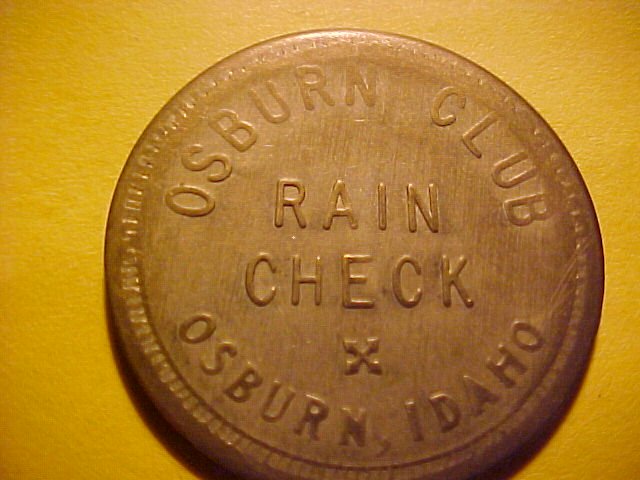 OSBURN CLUB
RAIN
CHECK
OSBURN, IDAHO